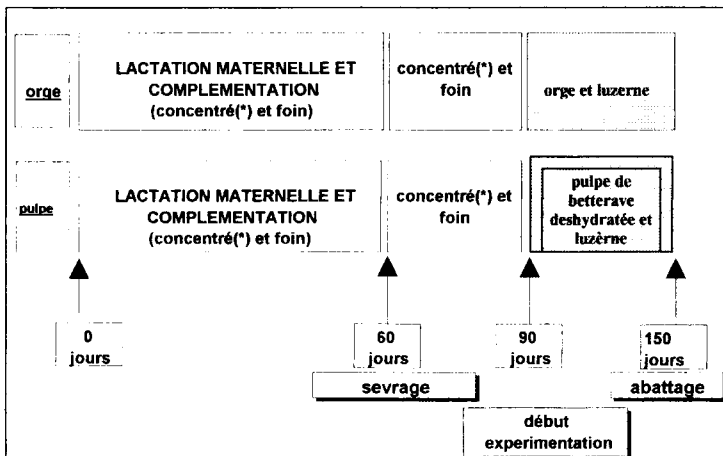 orge
LACTATION MATERNELLE ET
COMPLEMENTATION
(concentré(*) et foin)
concentré(*) et
foin
orge et luzerne
pulpe
LACTATION MATERNELLE ET
COMPLEMENTATION
(concentré(*) et foin)
concentré(*) et
foin
pulpe de
betterave
deshydratée et
luzèrne
0
jours
60
jours
90
jours
150
jours
sevrage
abattage
début
experimentation